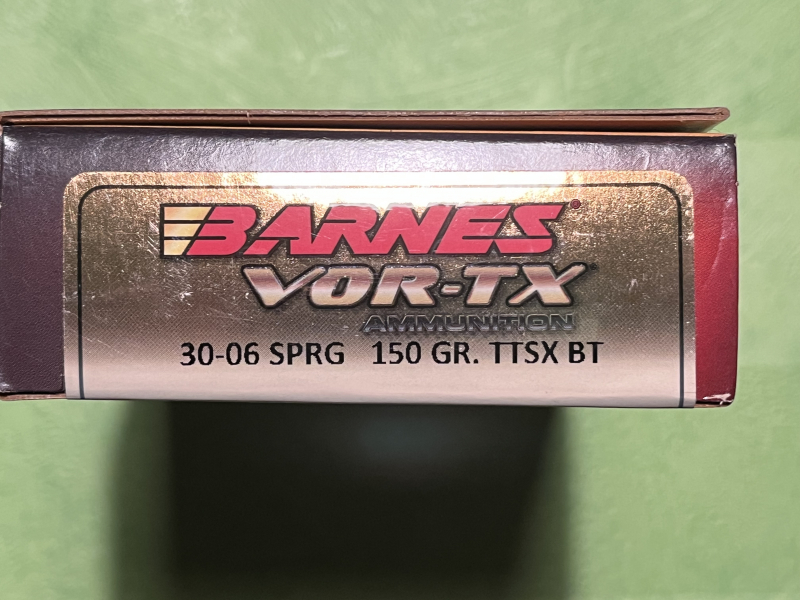 BARNES®
VOR-TX
AMMUNITION
30-06 SPRG 150 GR. TTSX BT